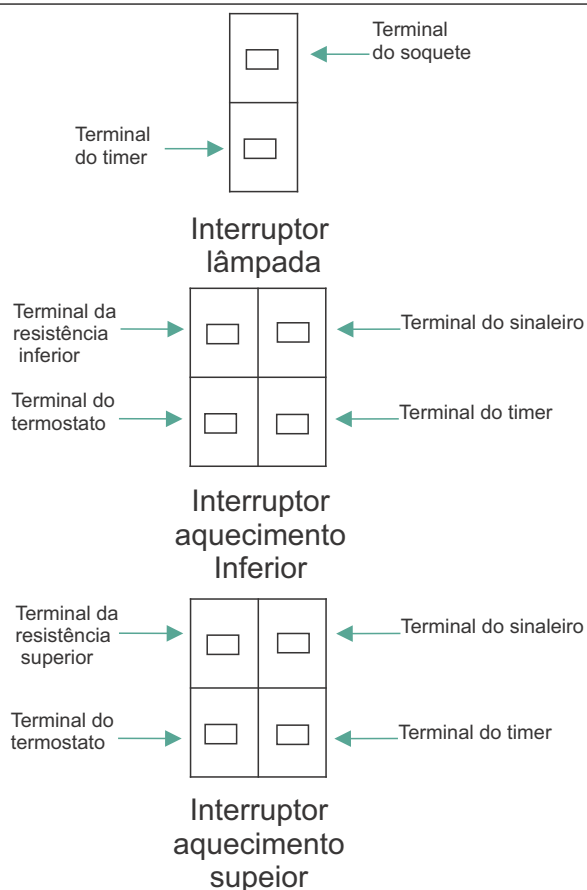 Terminal
do soquete
Terminal
do timer
Interruptor
lâmpada
Terminal da
resistência
inferior
Terminal do sinaleiro
Terminal do
termostato
Terminal do timer
Interruptor
aquecimento
Inferior
Terminal da
resistência
superior
Terminal do sinaleiro
Terminal do
termostato
Terminal do timer
Interruptor
aquecimento
supeior